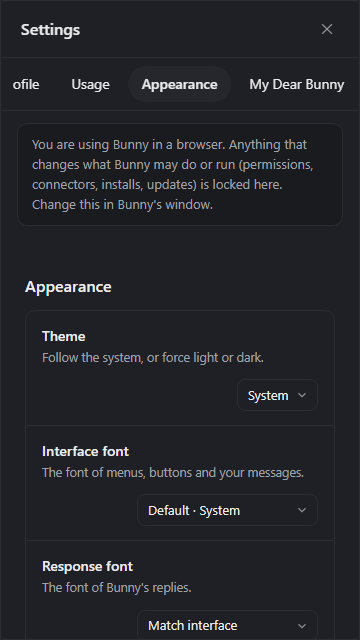 Settings
ofile
Usage
Appearance
My Dear Bunny
You are using Bunny in a browser. Anything that
changes what Bunny may do or run (permissions,
connectors, installs, updates) is locked here.
Change this in Bunny's window.
Appearance
Theme
Follow the system, or force light or dark.
System
Interface font
The font of menus, buttons and your messages.
Default · System
Response font
The font of Bunny's replies.
Match interface